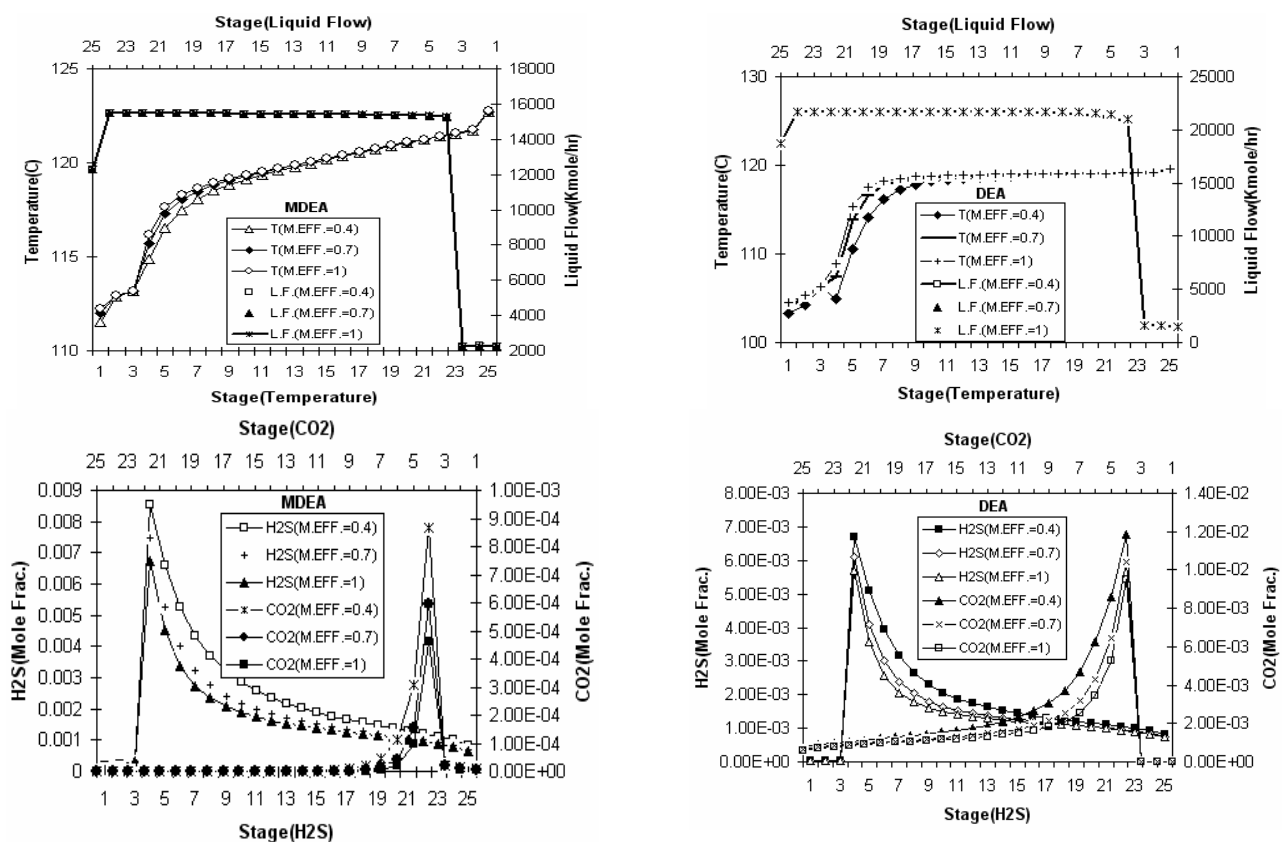 Stage(Liquid Flow)
25 23 21 19 17 15 13 11 9 7 5 3 1
125
120
115
110
Temperature(C)
18000
16000
14000
12000
10000
8000
6000
4000
2000
Liquid Flow(Kmole/hr)
MDEA
T(M.EFF.=0.4)
T(M.EFF.=0.7)
T(M.EFF.=1)
L.F.(M.EFF.=0.4)
L.F.(M.EFF.=0.7)
L.F.(M.EFF.=1)
1 3 5 7 9 11 13 15 17 19 21 23 25
Stage(Temperature)
Stage(Liquid Flow)
25 23 21 19 17 15 13 11 9 7 5 3 1
130
120
110
100
Temperature(C)
25000
20000
15000
10000
5000
0
Liquid Flow(Kmole/hr)
DEA
T(M.EFF.=0.4)
T(M.EFF.=0.7)
T(M.EFF.=1)
L.F.(M.EFF.=0.4)
L.F.(M.EFF.=0.7)
L.F.(M.EFF.=1)
1 3 5 7 9 11 13 15 17 19 21 23 25
Stage(Temperature)
Stage(CO2)
25 23 21 19 17 15 13 11 9 7 5 3 1
0.009
0.008
0.007
0.006
0.005
0.004
0.003
0.002
0.001
0
H2S(Mole Frac.)
1.00E-03
9.00E-04
8.00E-04
7.00E-04
6.00E-04
5.00E-04
4.00E-04
3.00E-04
2.00E-04
1.00E-04
0.00E+00
CO2(Mole Frac.)
MDEA
H2S(M.EFF.=0.4)
H2S(M.EFF.=0.7)
H2S(M.EFF.=1)
CO2(M.EFF.=0.4)
CO2(M.EFF.=0.7)
CO2(M.EFF.=1)
1 3 5 7 9 11 13 15 17 19 21 23 25
Stage(H2S)
Stage(CO2)
25 23 21 19 17 15 13 11 9 7 5 3 1
8.00E-03
7.00E-03
6.00E-03
5.00E-03
4.00E-03
3.00E-03
2.00E-03
1.00E-03
0.00E+00
H2S(Mole Frac.)
1.40E-02
1.20E-02
1.00E-02
8.00E-03
6.00E-03
4.00E-03
2.00E-03
0.00E+00
CO2(Mole Frac.)
DEA
H2S(M.EFF.=0.4)
H2S(M.EFF.=0.7)
H2S(M.EFF.=1)
CO2(M.EFF.=0.4)
CO2(M.EFF.=0.7)
CO2(M.EFF.=1)
1 3 5 7 9 11 13 15 17 19 21 23 25
Stage(H2S)